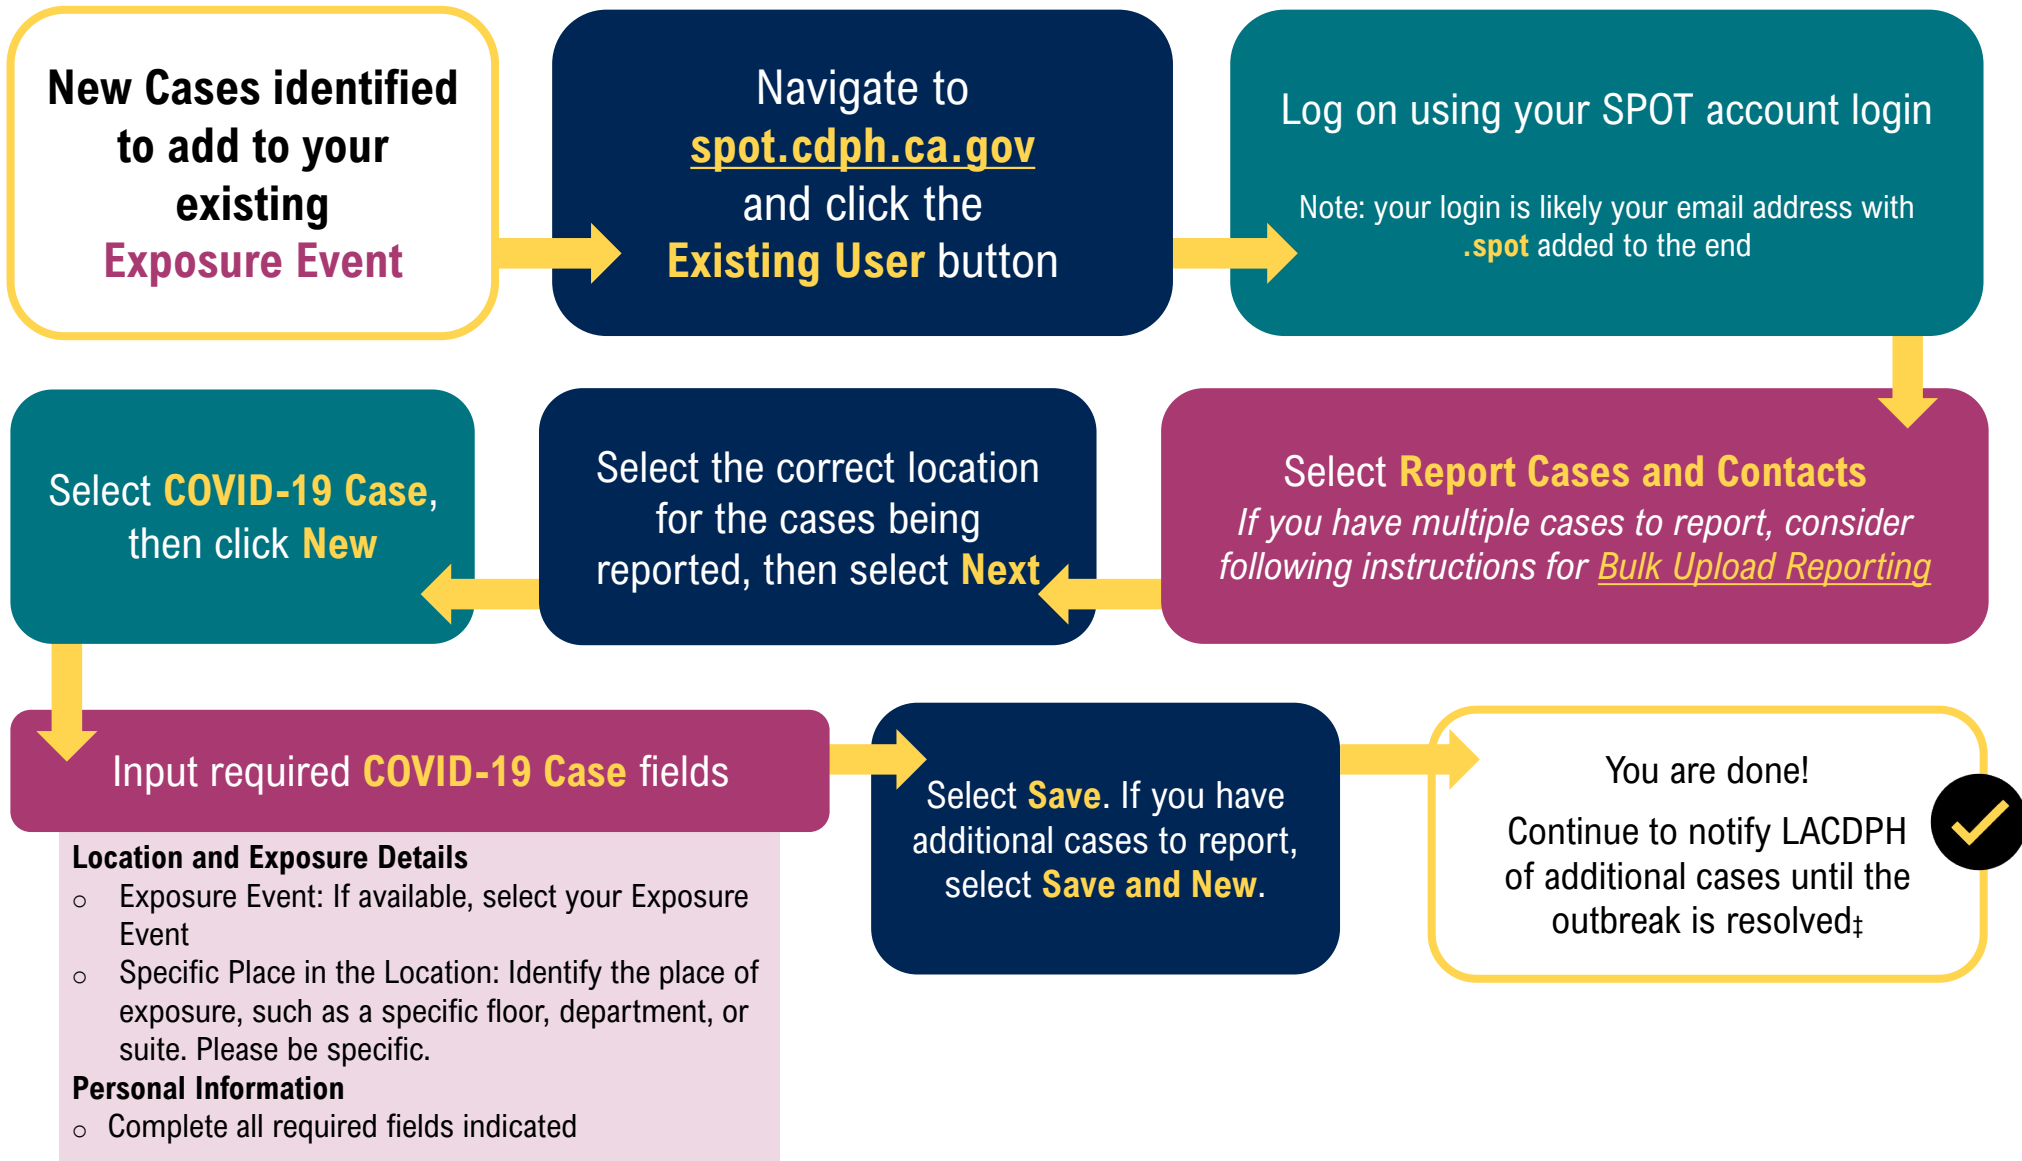 New Cases identified
to add to your
existing
Exposure Event
Navigate to
spot.cdph.ca.gov
and click the
Existing User button
Log on using your SPOT account login
Note: your login is likely your email address with
.spot added to the end
Select Report Cases and Contacts
If you have multiple cases to report, consider
following instructions for Bulk Upload Reporting
Select the correct location
for the cases being
reported, then select Next
Select COVID-19 Case,
then click New
Input required COVID-19 Case fields
Location and Exposure Details
○ Exposure Event: If available, select your Exposure
Event
○ Specific Place in the Location: Identify the place of
exposure, such as a specific floor, department, or
suite. Please be specific.
Personal Information
○ Complete all required fields indicated
Select Save. If you have
additional cases to report,
select Save and New.
You are done!
Continue to notify LACDPH
of additional cases until the
outbreak is resolved‡